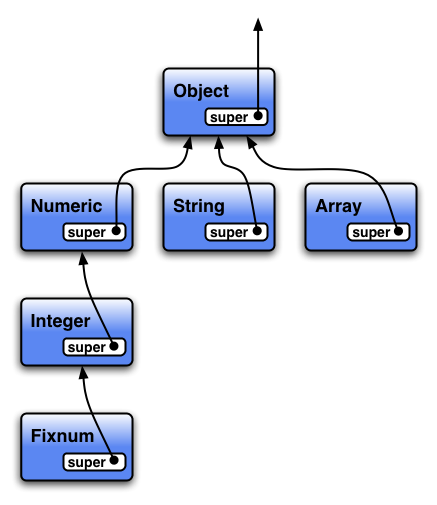 Object
super
Numeric
super
String
super
Array
super
Integer
super
Fixnum
super